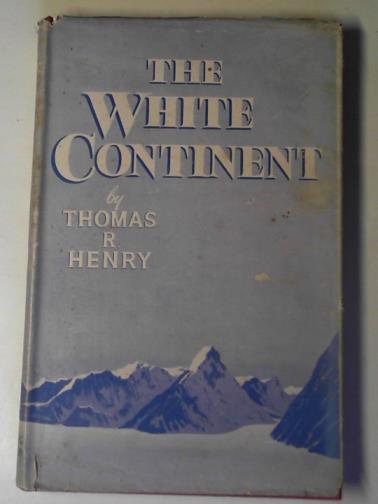 THE
WHITE
CONTINENT
by
THOMAS
R.
HENRY